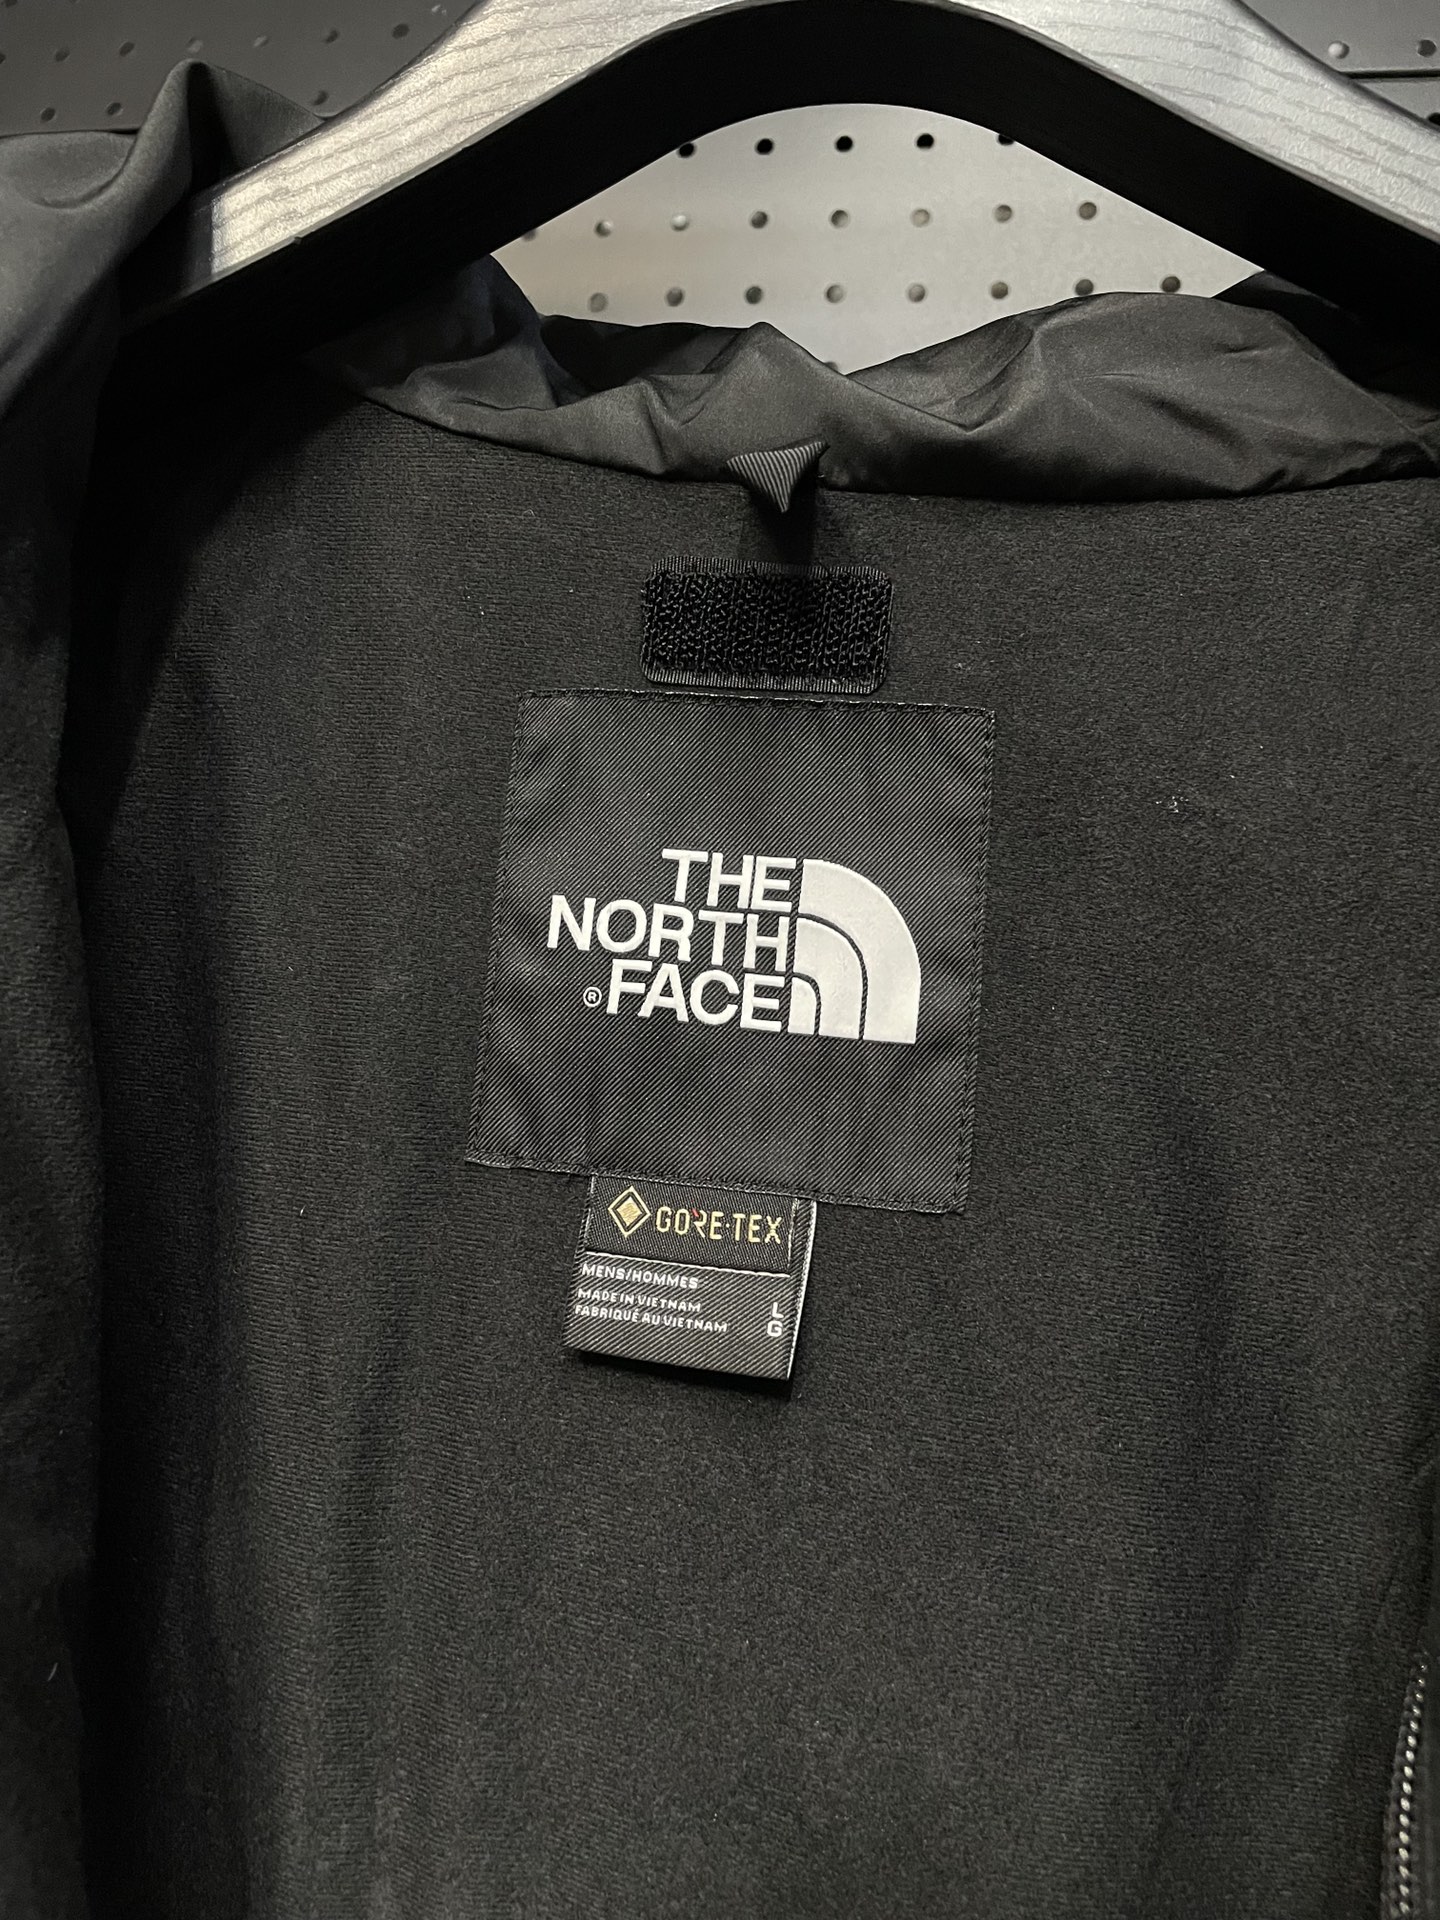 THE
NORTH
® FACE
GORE-TEX
MENS/HOMMES
MADE IN VIETNAM L
FABRIQUÉ AU VIETNAM G